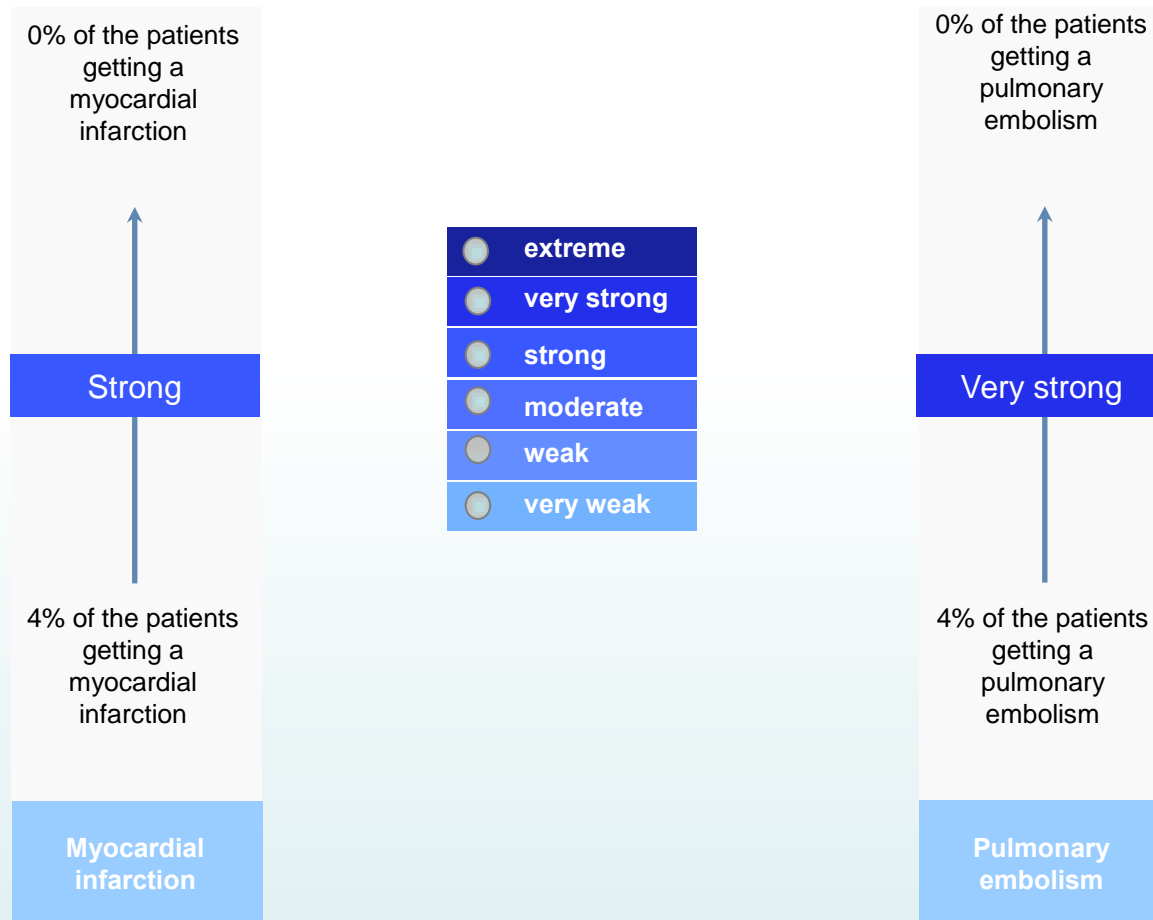 0% of the patients
getting a
myocardial
infarction
Strong
4% of the patients
getting a
myocardial
infarction
Myocardial
infarction
extreme
very strong
strong
moderate
weak
very weak
0% of the patients
getting a
pulmonary
embolism
Very strong
4% of the patients
getting a
pulmonary
embolism
Pulmonary
embolism